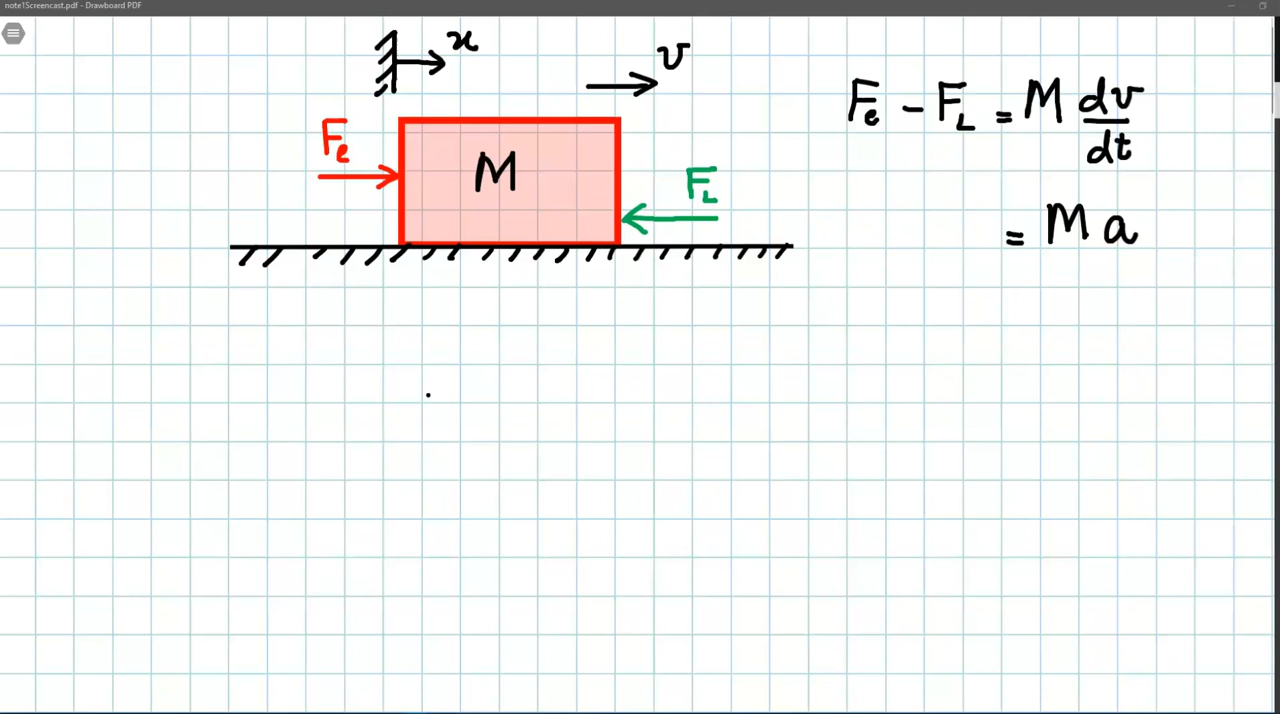 note1Screencast.pdf - Drawboard PDF
x
v
Fe
M
FL
Fe - FL = M dv/dt
= M a